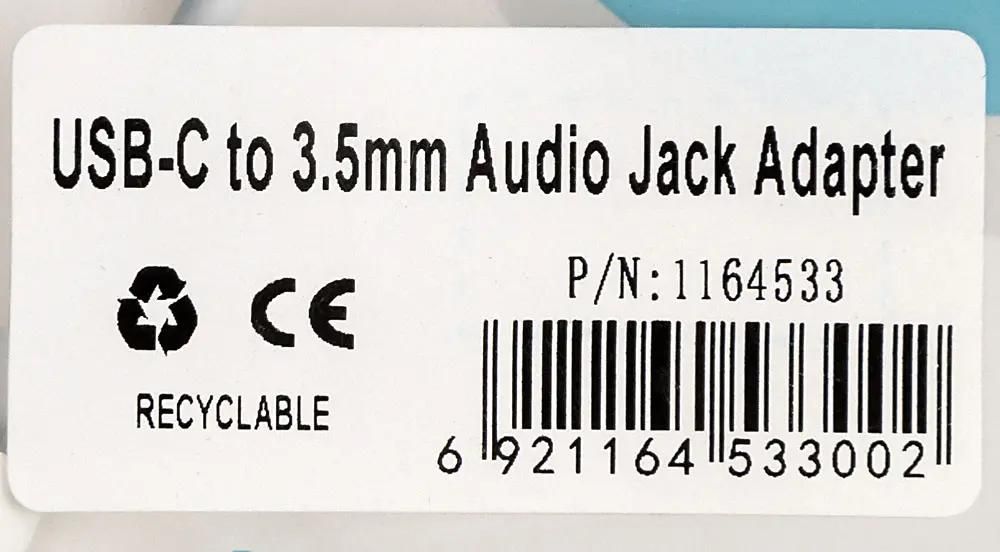 USB-C to 3.5mm Audio Jack Adapter
P/N:1164533
CE
RECYCLABLE
6 921164 533002